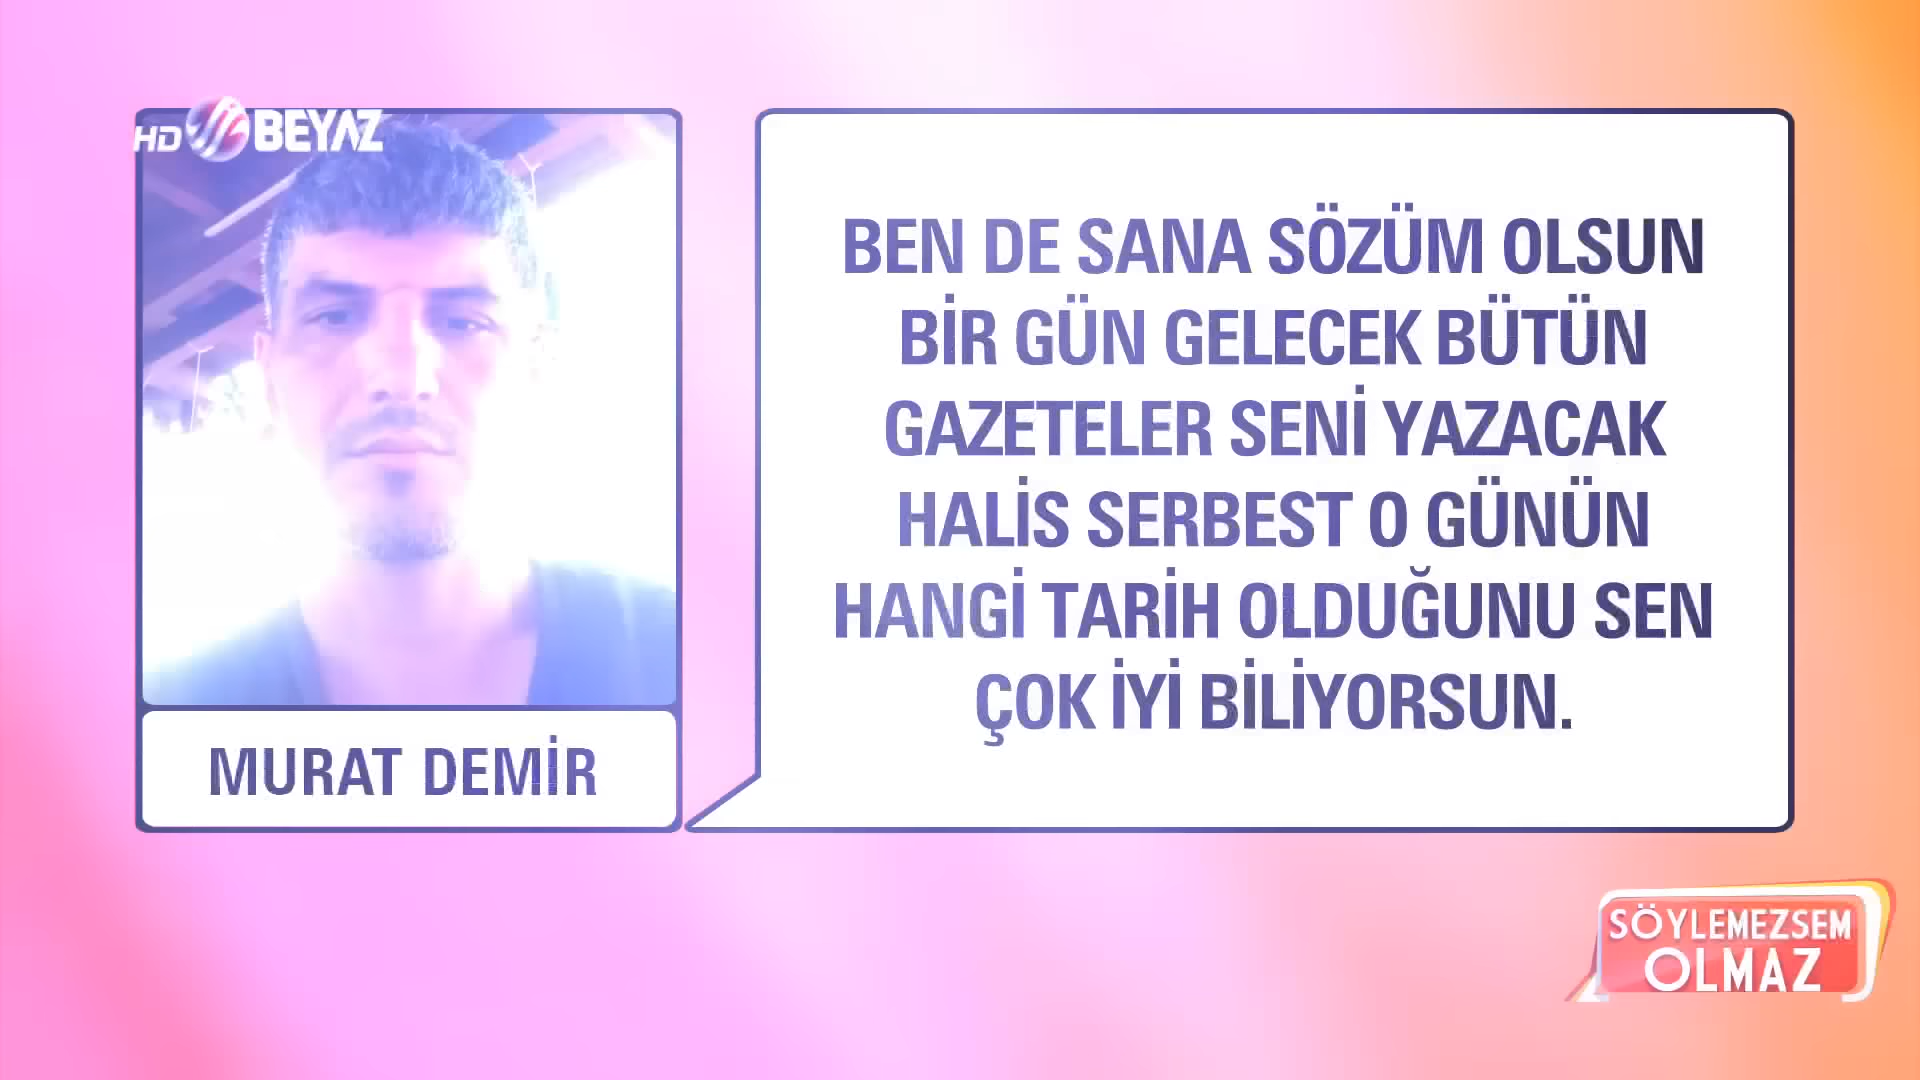 HD BEYAZ
BEN DE SANA SÖZÜM OLSUN
BİR GÜN GELECEK BÜTÜN
GAZETELER SENİ YAZACAK
HALİS SERBEST O GÜNÜN
HANGİ TARİH OLDUĞUNU SEN
ÇOK İYİ BİLİYORSUN.
MURAT DEMİR
SÖYLEMEZSEM
OLMAZ